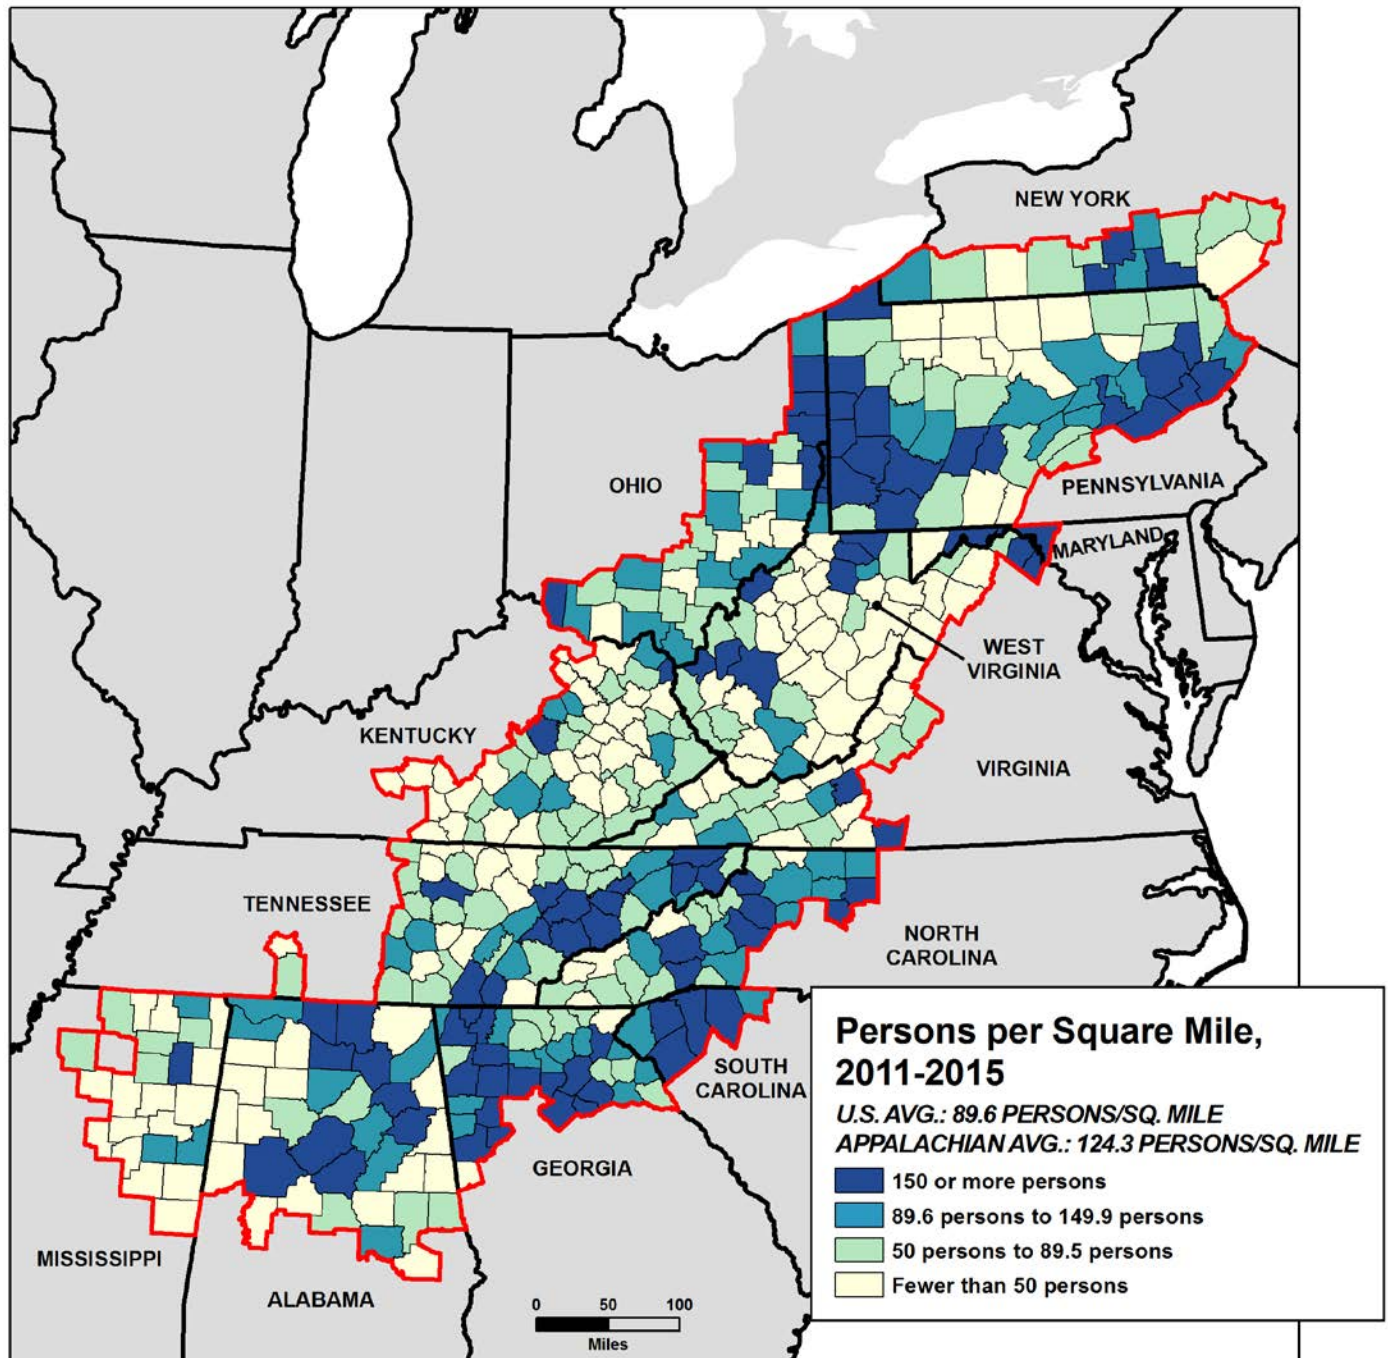 NEW YORK
OHIO
PENNSYLVANIA
MARYLAND
WEST
VIRGINIA
KENTUCKY
VIRGINIA
TENNESSEE
NORTH
CAROLINA
SOUTH
CAROLINA
GEORGIA
MISSISSIPPI
ALABAMA
0 50 100
Miles
Persons per Square Mile,
2011-2015
U.S. AVG.: 89.6 PERSONS/SQ. MILE
APPALACHIAN AVG.: 124.3 PERSONS/SQ. MILE
150 or more persons
89.6 persons to 149.9 persons
50 persons to 89.5 persons
Fewer than 50 persons